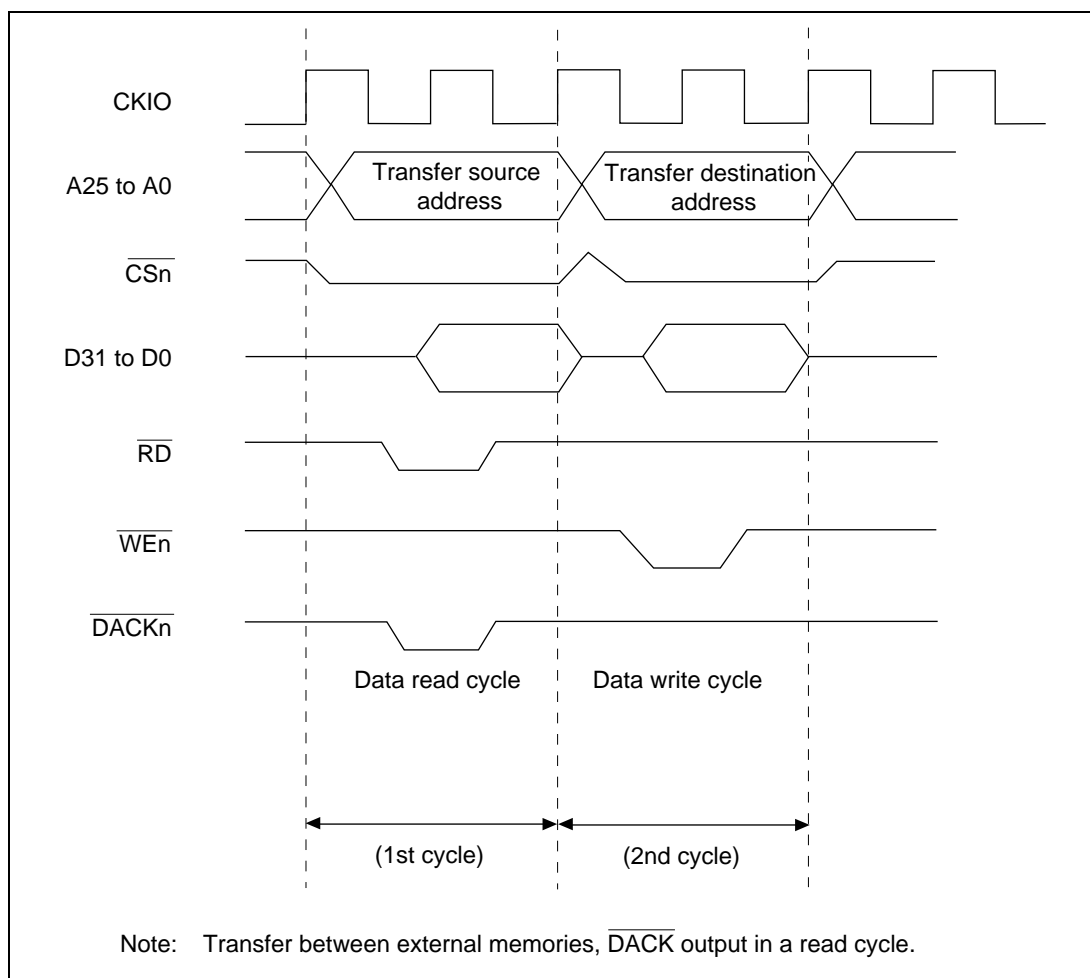 CKIO
A25 to A0
Transfer source
address
Transfer destination
address
CSn
D31 to D0
RD
WEn
DACKn
Data read cycle
Data write cycle
(1st cycle)
(2nd cycle)
Note: Transfer between external memories, DACK output in a read cycle.